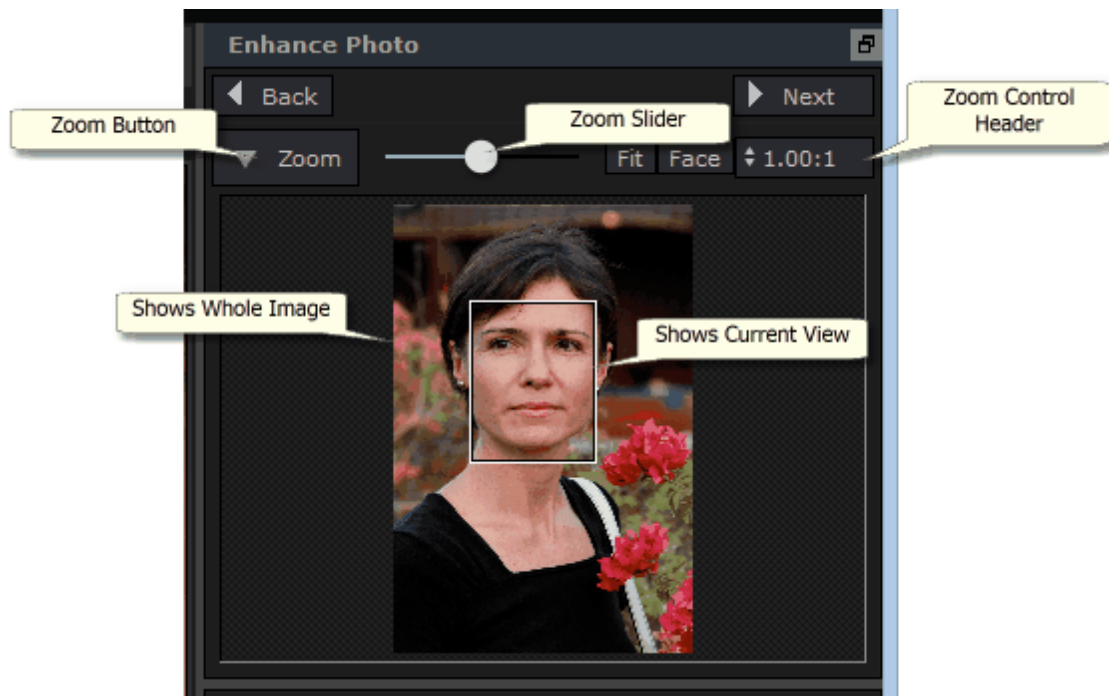 Enhance Photo
Back
Next
Zoom Button
Zoom Slider
Zoom Control
Header
Zoom
Fit
Face
1.00:1
Shows Whole Image
Shows Current View